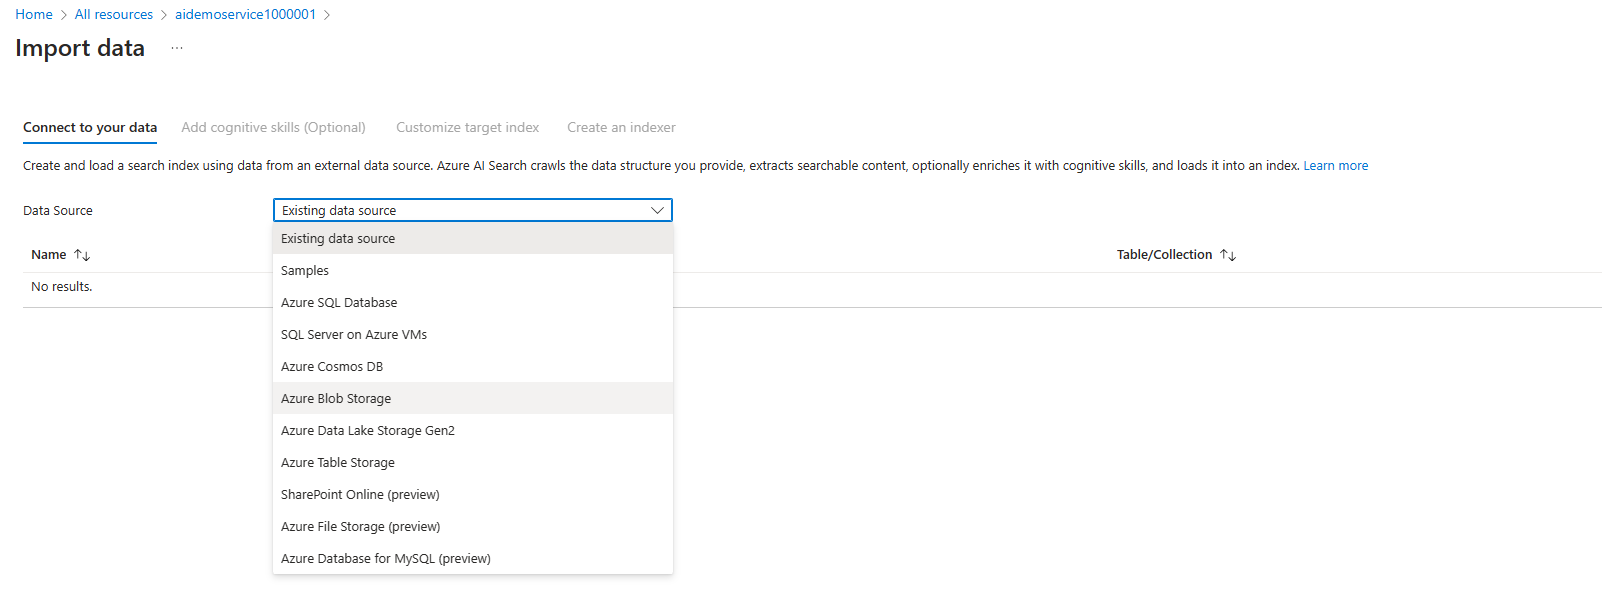 Home > All resources > aidemoservice1000001 >
Import data ...
Connect to your data Add cognitive skills (Optional) Customize target index Create an indexer
Create and load a search index using data from an external data source. Azure AI Search crawls the data structure you provide, extracts searchable content, optionally enriches it with cognitive skills, and loads it into an index. Learn more
Data Source Existing data source
Name ↑↓ Table/Collection ↑↓
No results.
Existing data source
Samples
Azure SQL Database
SQL Server on Azure VMs
Azure Cosmos DB
Azure Blob Storage
Azure Data Lake Storage Gen2
Azure Table Storage
SharePoint Online (preview)
Azure File Storage (preview)
Azure Database for MySQL (preview)